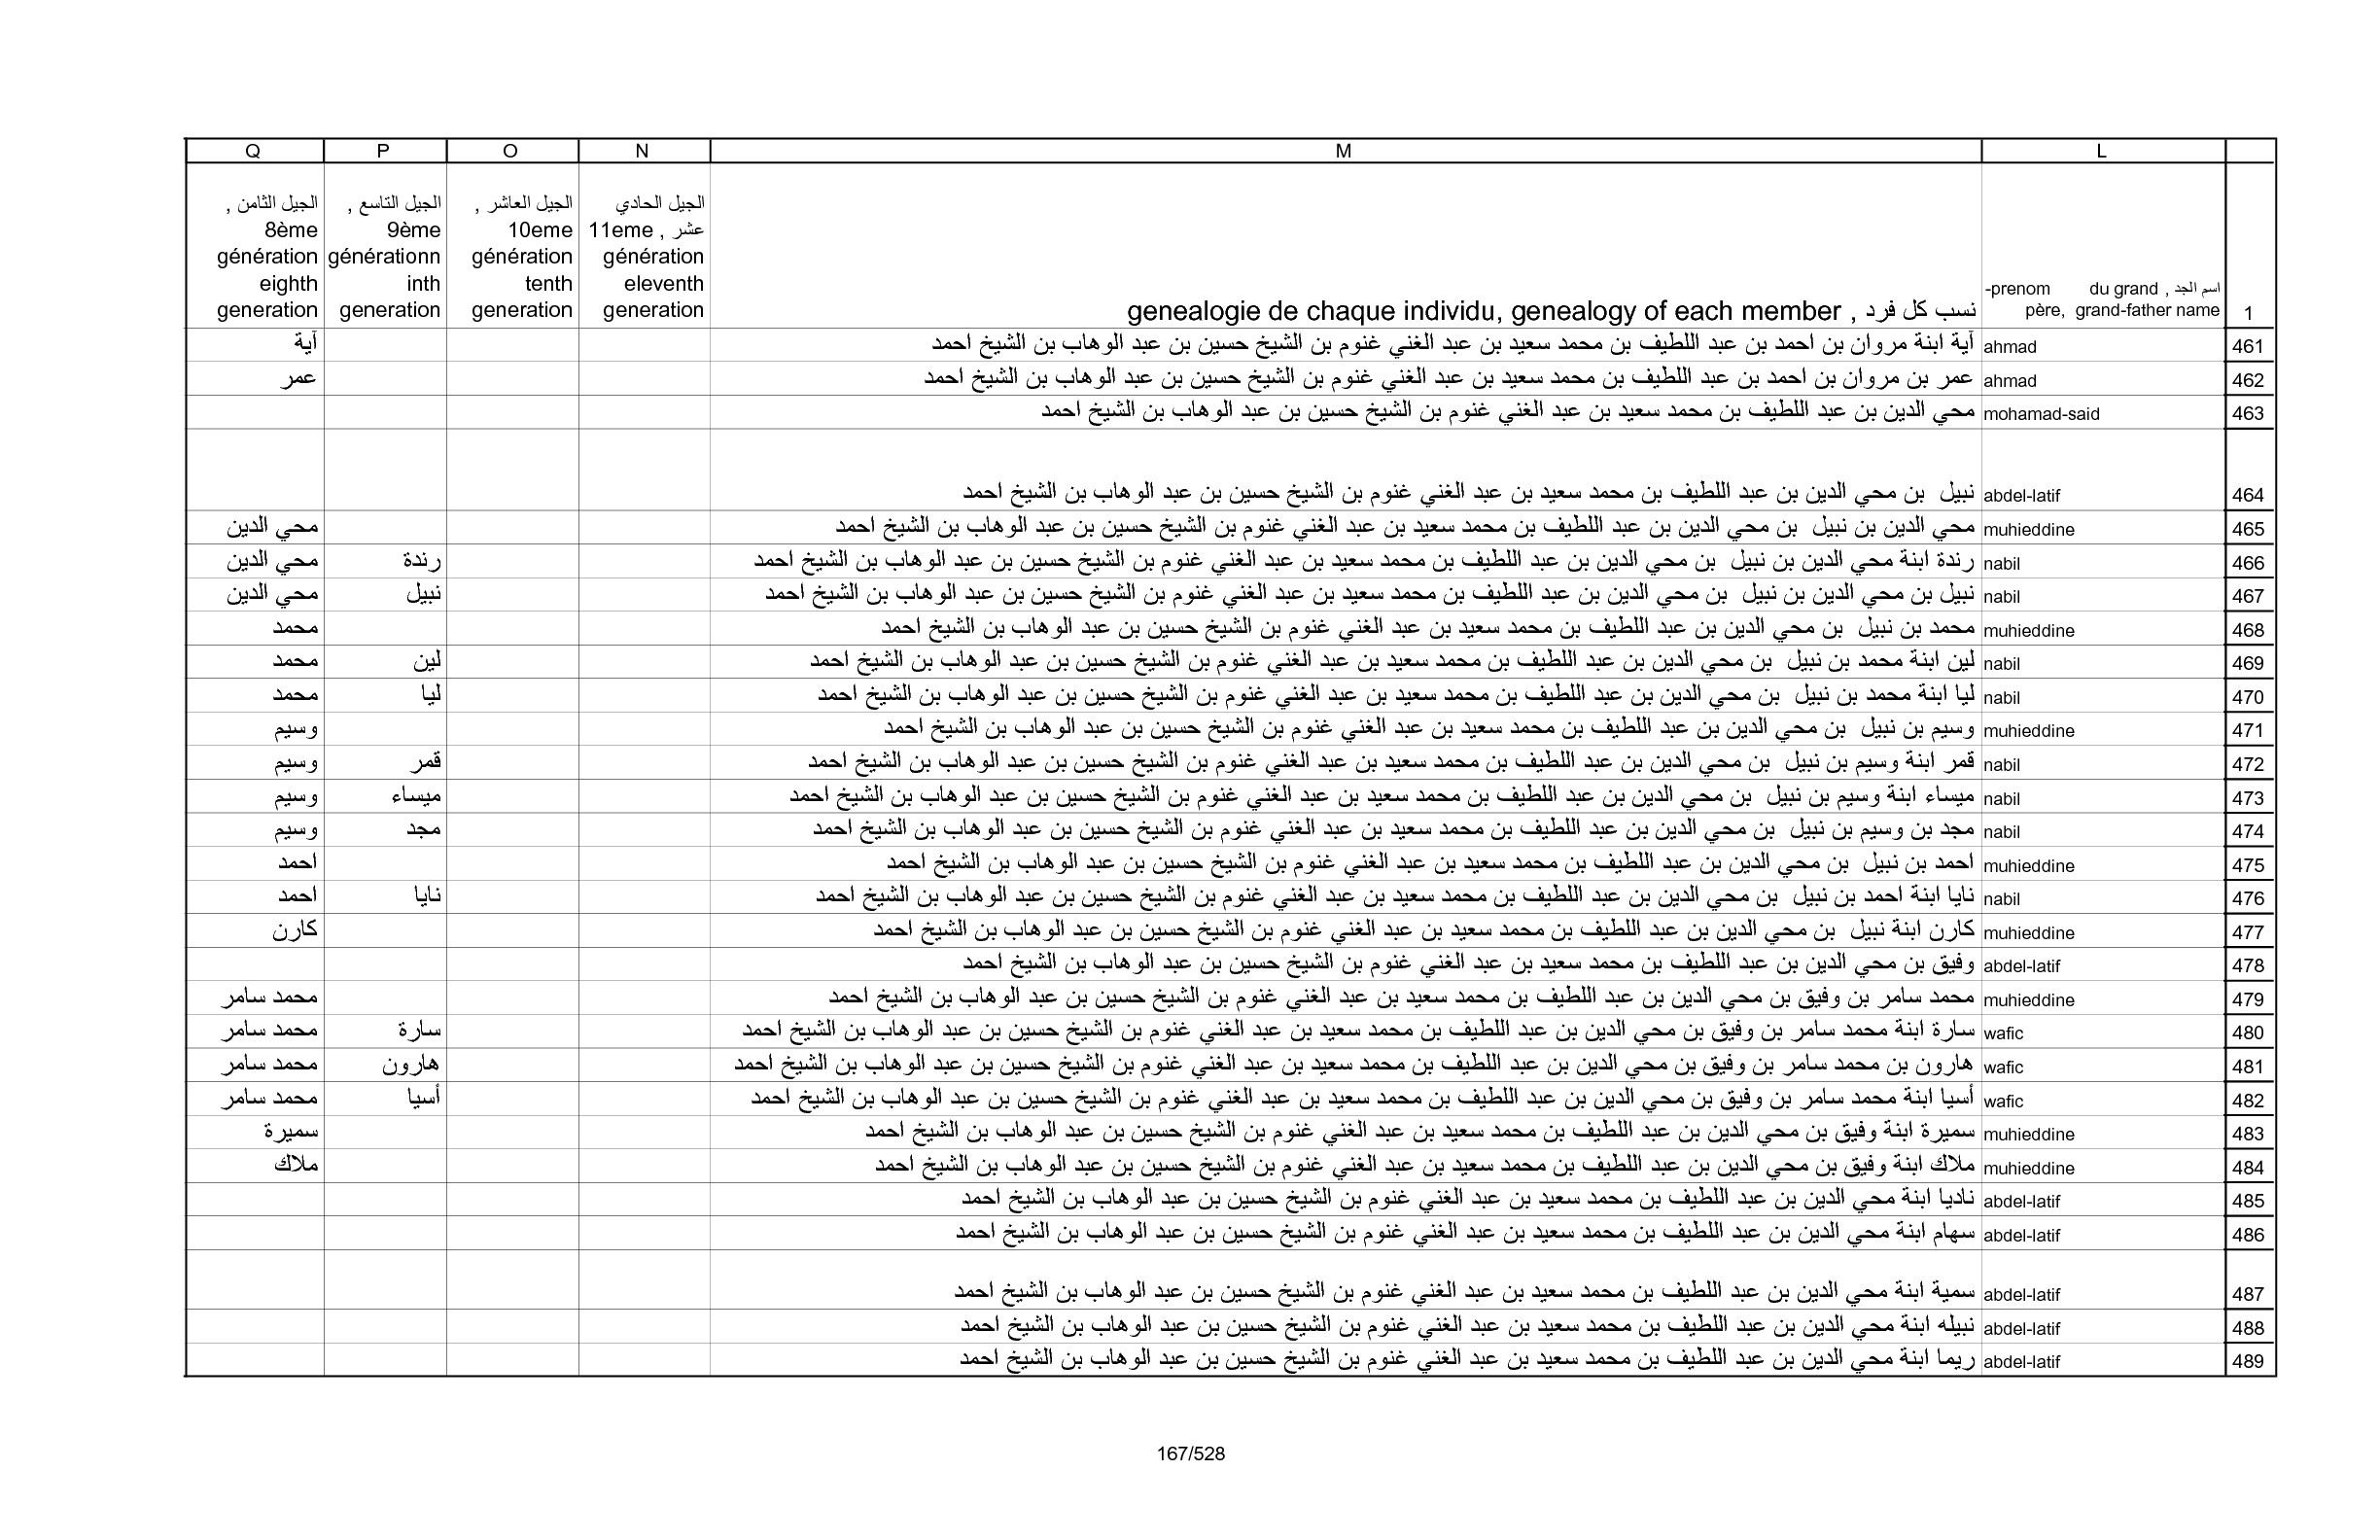 L M N O P Q
1 اسم الجد , du grand -prenom père, grand-father name نسب كل فرد , genealogie de chaque individu, genealogy of each member الجيل الحادي عشر , 11eme génération eleventh generation الجيل العاشر , 10eme génération tenth generation الجيل التاسع , 9ème générationn inth generation الجيل الثامن , 8ème génération eighth generation
461 ahmad آية ابنة مروان بن احمد بن عبد اللطيف بن محمد سعيد بن عبد الغني غنوم بن الشيخ حسين بن عبد الوهاب بن الشيخ احمد آية
462 ahmad عمر بن مروان بن احمد بن عبد اللطيف بن محمد سعيد بن عبد الغني غنوم بن الشيخ حسين بن عبد الوهاب بن الشيخ احمد عمر
463 mohamad-said محي الدين بن عبد اللطيف بن محمد سعيد بن عبد الغني غنوم بن الشيخ حسين بن عبد الوهاب بن الشيخ احمد
464 abdel-latif نبيل بن محي الدين بن عبد اللطيف بن محمد سعيد بن عبد الغني غنوم بن الشيخ حسين بن عبد الوهاب بن الشيخ احمد
465 muhieddine محي الدين بن نبيل بن محي الدين بن عبد اللطيف بن محمد سعيد بن عبد الغني غنوم بن الشيخ حسين بن عبد الوهاب بن الشيخ احمد محي الدين
466 nabil رندة ابنة محي الدين بن نبيل بن محي الدين بن عبد اللطيف بن محمد سعيد بن عبد الغني غنوم بن الشيخ حسين بن عبد الوهاب بن الشيخ احمد رندة محي الدين
467 nabil نبيل بن محي الدين بن نبيل بن محي الدين بن عبد اللطيف بن محمد سعيد بن عبد الغني غنوم بن الشيخ حسين بن عبد الوهاب بن الشيخ احمد نبيل محي الدين
468 muhieddine محمد بن نبيل بن محي الدين بن عبد اللطيف بن محمد سعيد بن عبد الغني غنوم بن الشيخ حسين بن عبد الوهاب بن الشيخ احمد محمد
469 nabil لين ابنة محمد بن نبيل بن محي الدين بن عبد اللطيف بن محمد سعيد بن عبد الغني غنوم بن الشيخ حسين بن عبد الوهاب بن الشيخ احمد لين محمد
470 nabil ليا ابنة محمد بن نبيل بن محي الدين بن عبد اللطيف بن محمد سعيد بن عبد الغني غنوم بن الشيخ حسين بن عبد الوهاب بن الشيخ احمد ليا محمد
471 muhieddine وسيم بن نبيل بن محي الدين بن عبد اللطيف بن محمد سعيد بن عبد الغني غنوم بن الشيخ حسين بن عبد الوهاب بن الشيخ احمد وسيم
472 nabil قمر ابنة وسيم بن نبيل بن محي الدين بن عبد اللطيف بن محمد سعيد بن عبد الغني غنوم بن الشيخ حسين بن عبد الوهاب بن الشيخ احمد قمر وسيم
473 nabil ميساء ابنة وسيم بن نبيل بن محي الدين بن عبد اللطيف بن محمد سعيد بن عبد الغني غنوم بن الشيخ حسين بن عبد الوهاب بن الشيخ احمد ميساء وسيم
474 nabil مجد بن وسيم بن نبيل بن محي الدين بن عبد اللطيف بن محمد سعيد بن عبد الغني غنوم بن الشيخ حسين بن عبد الوهاب بن الشيخ احمد مجد وسيم
475 muhieddine احمد بن نبيل بن محي الدين بن عبد اللطيف بن محمد سعيد بن عبد الغني غنوم بن الشيخ حسين بن عبد الوهاب بن الشيخ احمد احمد
476 nabil نايا ابنة احمد بن نبيل بن محي الدين بن عبد اللطيف بن محمد سعيد بن عبد الغني غنوم بن الشيخ حسين بن عبد الوهاب بن الشيخ احمد نايا احمد
477 muhieddine كارن ابنة نبيل بن محي الدين بن عبد اللطيف بن محمد سعيد بن عبد الغني غنوم بن الشيخ حسين بن عبد الوهاب بن الشيخ احمد كارن
478 abdel-latif وفيق بن محي الدين بن عبد اللطيف بن محمد سعيد بن عبد الغني غنوم بن الشيخ حسين بن عبد الوهاب بن الشيخ احمد
479 muhieddine محمد سامر بن وفيق بن محي الدين بن عبد اللطيف بن محمد سعيد بن عبد الغني غنوم بن الشيخ حسين بن عبد الوهاب بن الشيخ احمد محمد سامر
480 wafic سارة ابنة محمد سامر بن وفيق بن محي الدين بن عبد اللطيف بن محمد سعيد بن عبد الغني غنوم بن الشيخ حسين بن عبد الوهاب بن الشيخ احمد سارة محمد سامر
481 wafic هارون بن محمد سامر بن وفيق بن محي الدين بن عبد اللطيف بن محمد سعيد بن عبد الغني غنوم بن الشيخ حسين بن عبد الوهاب بن الشيخ احمد هارون محمد سامر
482 wafic أسيا ابنة محمد سامر بن وفيق بن محي الدين بن عبد اللطيف بن محمد سعيد بن عبد الغني غنوم بن الشيخ حسين بن عبد الوهاب بن الشيخ احمد أسيا محمد سامر
483 muhieddine سميرة ابنة وفيق بن محي الدين بن عبد اللطيف بن محمد سعيد بن عبد الغني غنوم بن الشيخ حسين بن عبد الوهاب بن الشيخ احمد سميرة
484 muhieddine ملاك ابنة وفيق بن محي الدين بن عبد اللطيف بن محمد سعيد بن عبد الغني غنوم بن الشيخ حسين بن عبد الوهاب بن الشيخ احمد ملاك
485 abdel-latif ناديا ابنة محي الدين بن عبد اللطيف بن محمد سعيد بن عبد الغني غنوم بن الشيخ حسين بن عبد الوهاب بن الشيخ احمد
486 abdel-latif سهام ابنة محي الدين بن عبد اللطيف بن محمد سعيد بن عبد الغني غنوم بن الشيخ حسين بن عبد الوهاب بن الشيخ احمد
487 abdel-latif سمية ابنة محي الدين بن عبد اللطيف بن محمد سعيد بن عبد الغني غنوم بن الشيخ حسين بن عبد الوهاب بن الشيخ احمد
488 abdel-latif نبيله ابنة محي الدين بن عبد اللطيف بن محمد سعيد بن عبد الغني غنوم بن الشيخ حسين بن عبد الوهاب بن الشيخ احمد
489 abdel-latif ريما ابنة محي الدين بن عبد اللطيف بن محمد سعيد بن عبد الغني غنوم بن الشيخ حسين بن عبد الوهاب بن الشيخ احمد
167/528